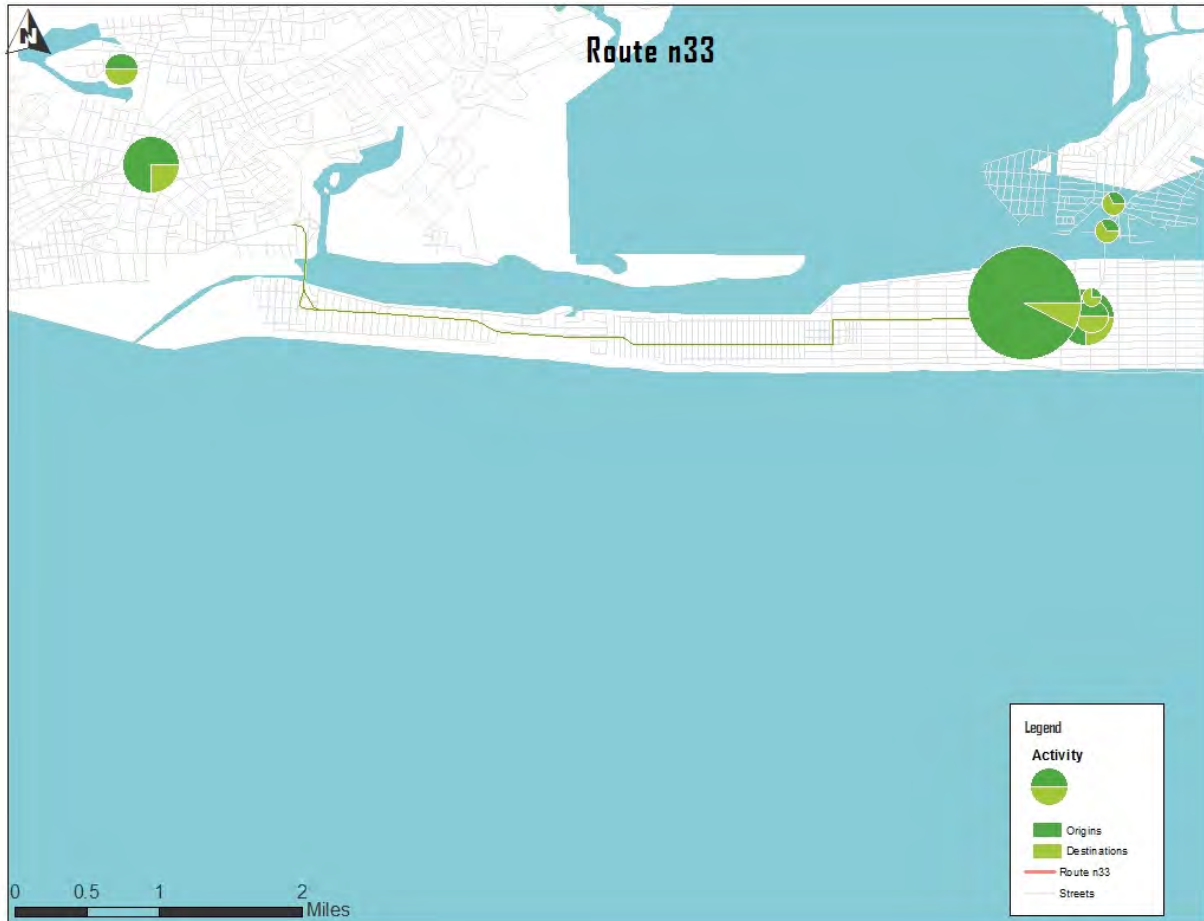 N
Route n33
Legend
Activity
Origins
Destinations
Route n33
Streets
0 0.5 1 2
Miles